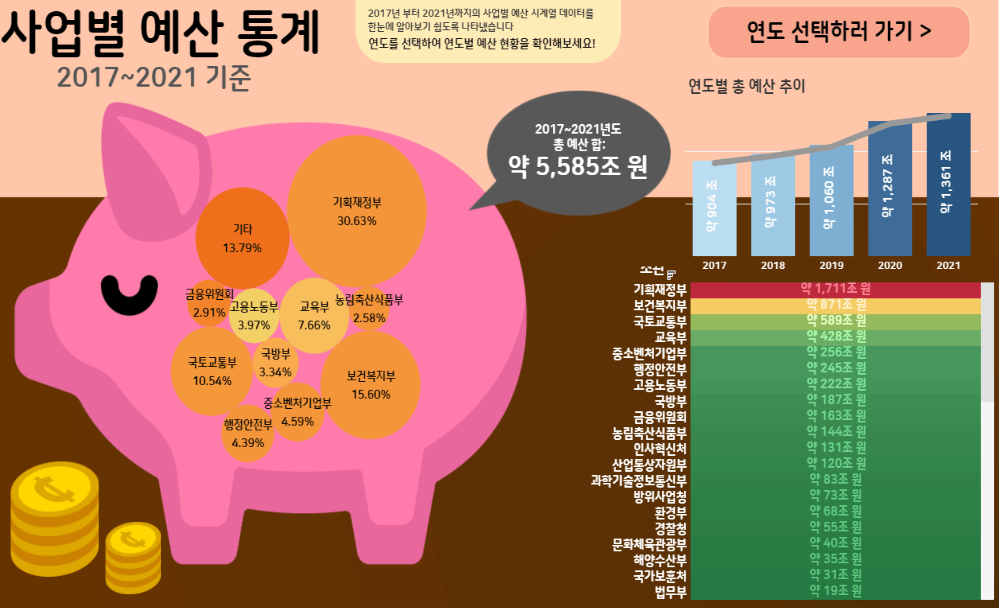 사업별 예산 통계
2017~2021 기준
2017년 부터 2021년까지의 사업별 예산 시계열 데이터를
한눈에 알아보기 쉽도록 나타냈습니다
연도를 선택하여 연도별 예산 현황을 확인해보세요!
연도 선택하러 가기 >
2017~2021년도
총 예산 합:
약 5,585조 원
기획재정부
30.63%
기타
13.79%
금융위원회
2.91%
고용노동부
3.97%
교육부
7.66%
농림축산식품부
2.58%
국토교통부
10.54%
국방부
3.34%
보건복지부
15.60%
중소벤처기업부
4.59%
행정안전부
4.39%
연도별 총 예산 추이
약 904 조
약 973 조
약 1,060 조
약 1,287 조
약 1,361 조
2017
2018
2019
2020
2021
기획재정부 약 1,711조 원
보건복지부 약 871조 원
국토교통부 약 589조 원
교육부 약 428조 원
중소벤처기업부 약 256조 원
행정안전부 약 245조 원
고용노동부 약 222조 원
국방부 약 187조 원
금융위원회 약 163조 원
농림축산식품부 약 144조 원
인사혁신처 약 131조 원
산업통상자원부 약 120조 원
과학기술정보통신부 약 83조 원
방위사업청 약 73조 원
환경부 약 68조 원
경찰청 약 55조 원
문화체육관광부 약 40조 원
해양수산부 약 35조 원
국가보훈처 약 31조 원
법무부 약 19조 원